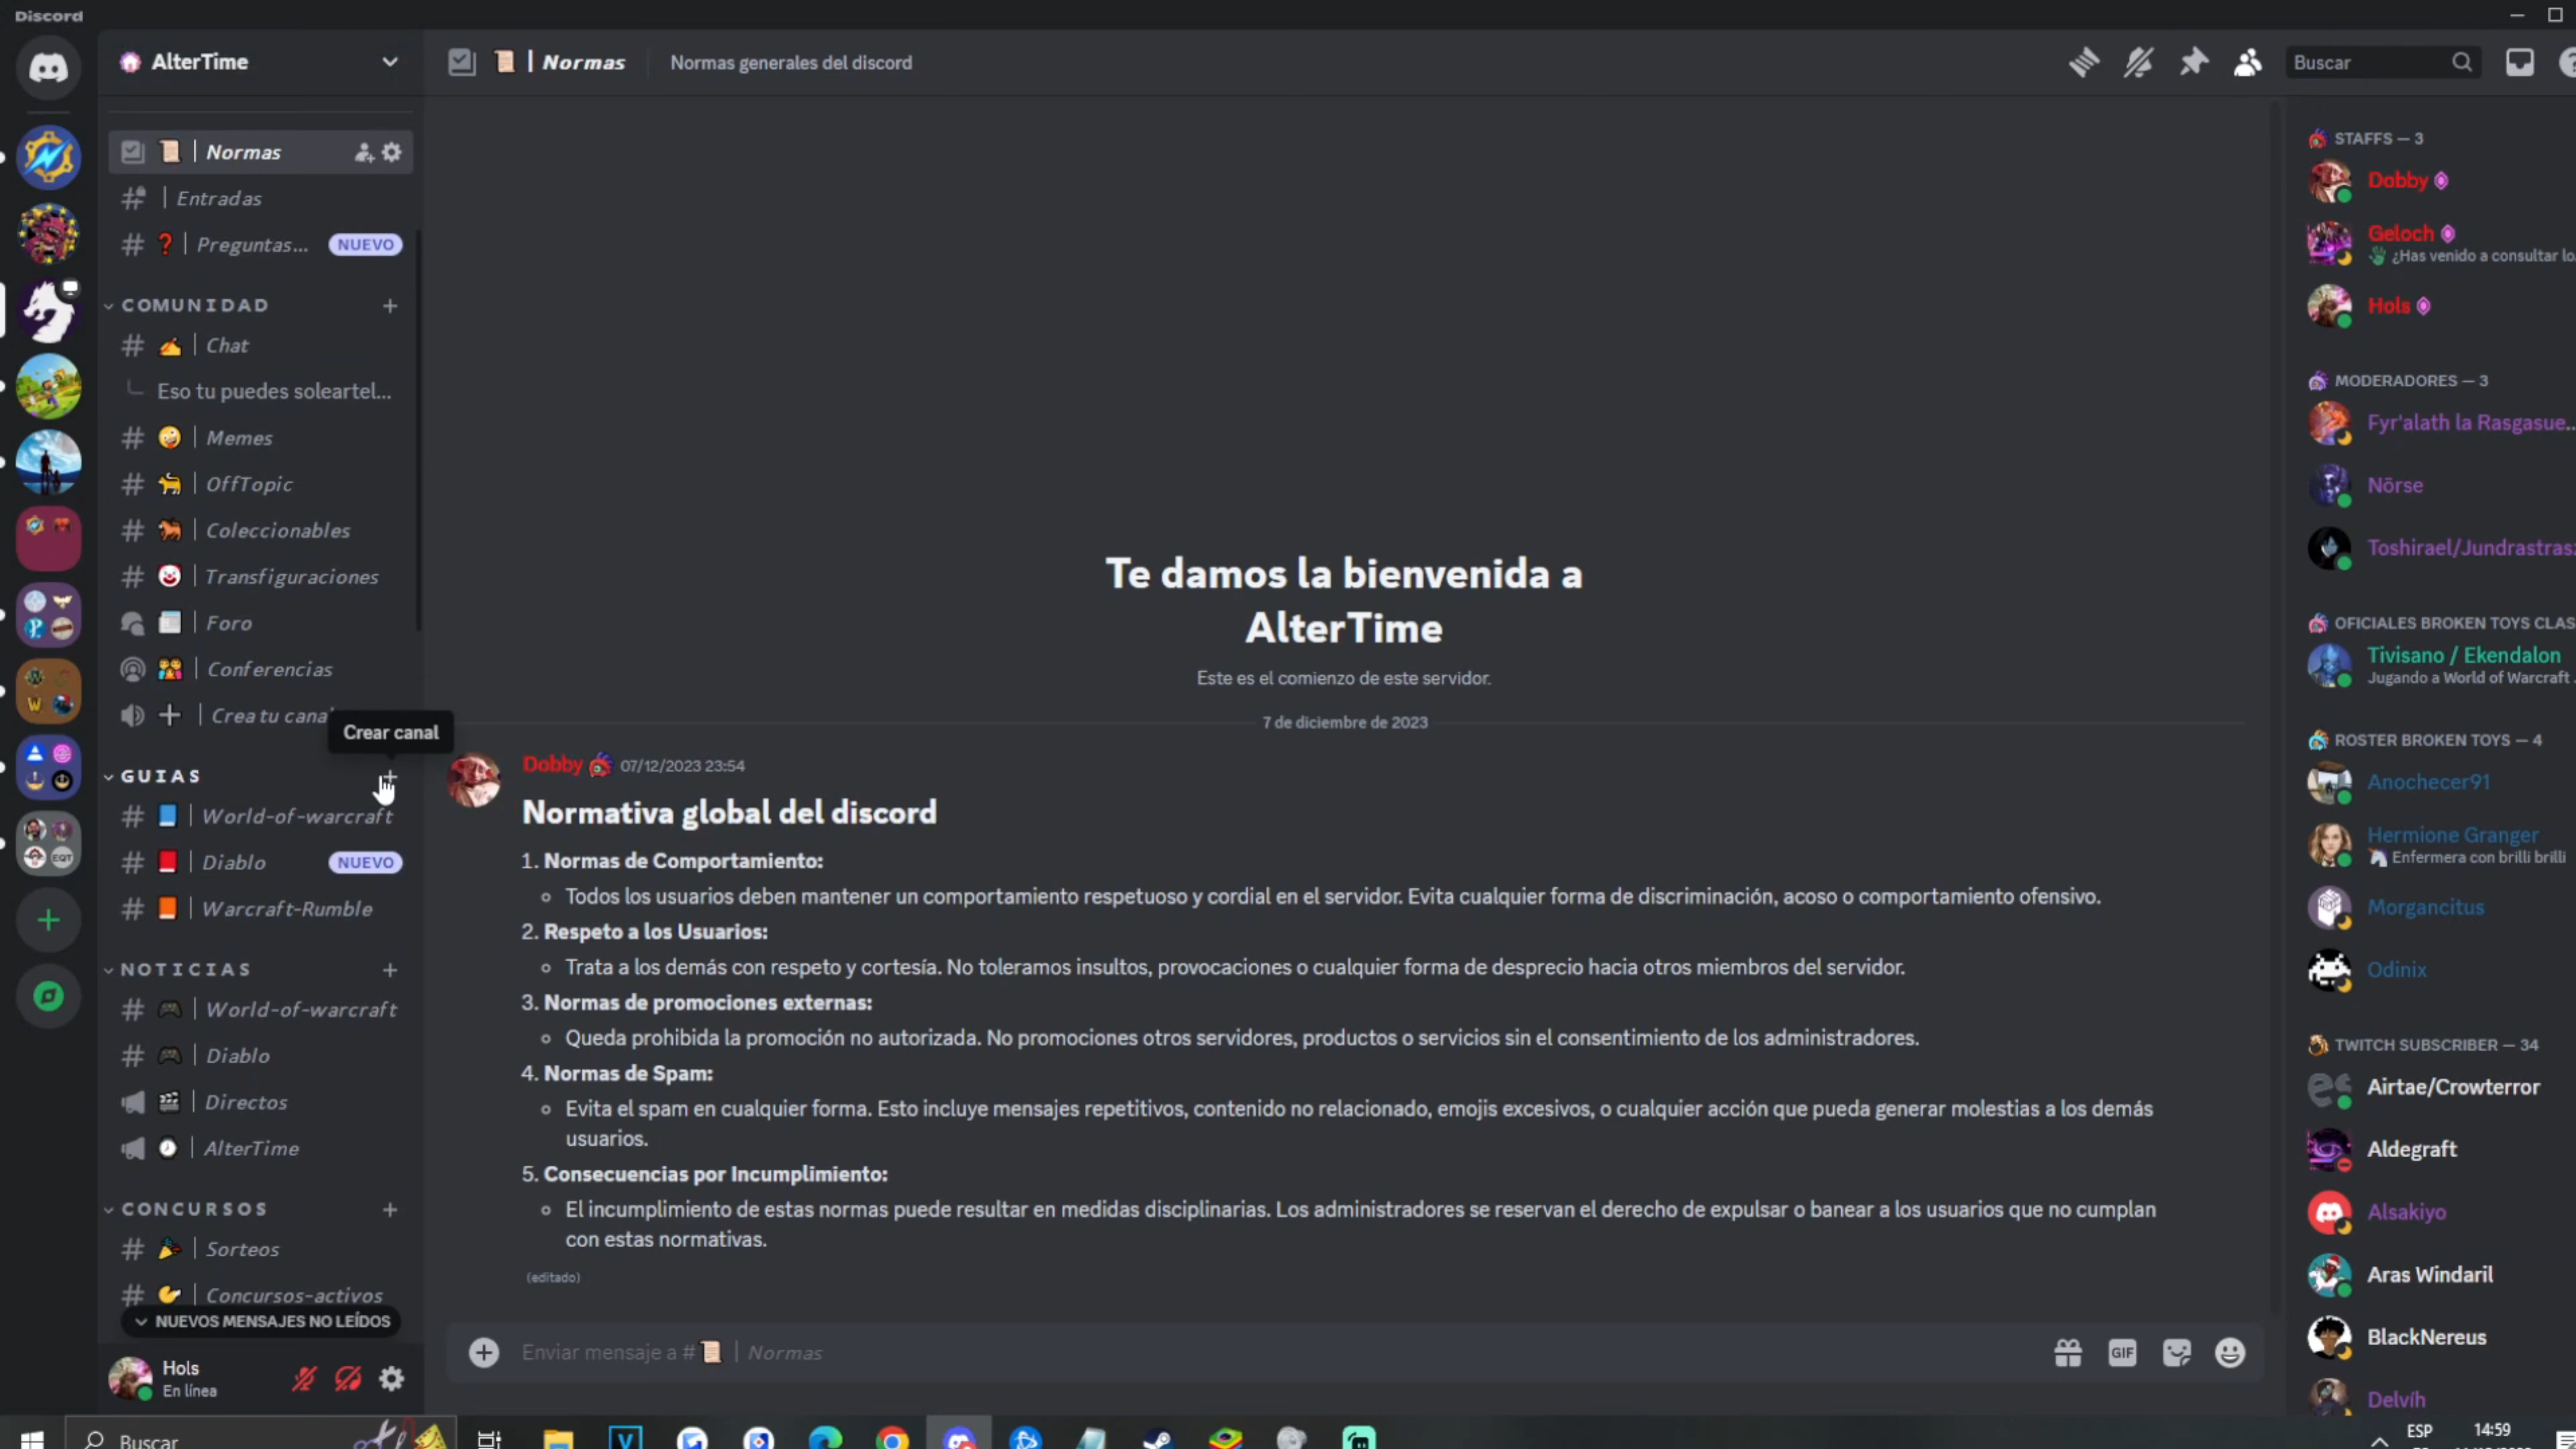 Discord
AlterTime
| Normas
Normas generales del discord
Buscar
| Normas
| Entradas
| Preguntas...
NUEVO
COMUNIDAD
| Chat
Eso tu puedes soleartel...
| Memes
| OffTopic
| Coleccionables
| Transfiguraciones
| Foro
| Conferencias
| Crea tu canal
Crear canal
GUIAS
| World-of-warcraft
| Diablo
NUEVO
| Warcraft-Rumble
NOTICIAS
| World-of-warcraft
| Diablo
| Directos
| AlterTime
CONCURSOS
| Sorteos
| Concursos-activos
NUEVOS MENSAJES NO LEÍDOS
Hols
En línea
Te damos la bienvenida a
AlterTime
Este es el comienzo de este servidor.
7 de diciembre de 2023
Dobby 07/12/2023 23:54
Normativa global del discord
1. Normas de Comportamiento:
Todos los usuarios deben mantener un comportamiento respetuoso y cordial en el servidor. Evita cualquier forma de discriminación, acoso o comportamiento ofensivo.
2. Respeto a los Usuarios:
Trata a los demás con respeto y cortesía. No toleramos insultos, provocaciones o cualquier forma de desprecio hacia otros miembros del servidor.
3. Normas de promociones externas:
Queda prohibida la promoción no autorizada. No promociones otros servidores, productos o servicios sin el consentimiento de los administradores.
4. Normas de Spam:
Evita el spam en cualquier forma. Esto incluye mensajes repetitivos, contenido no relacionado, emojis excesivos, o cualquier acción que pueda generar molestias a los demás
usuarios.
5. Consecuencias por Incumplimiento:
El incumplimiento de estas normas puede resultar en medidas disciplinarias. Los administradores se reservan el derecho de expulsar o banear a los usuarios que no cumplan
con estas normativas.
(editado)
Enviar mensaje a # | Normas
GIF
STAFFS — 3
Dobby
Geloch
¿Has venido a consultar lo
Hols
MODERADORES — 3
Fyr'alath la Rasgasue...
Nörse
Toshirael/Jundrastrasz
OFICIALES BROKEN TOYS CLAS
Tivisano / Ekendalon
Jugando a World of Warcraft
ROSTER BROKEN TOYS — 4
Anochecer91
Hermione Granger
Enfermera con brilli brilli
Morgancitus
Odinix
TWITCH SUBSCRIBER — 34
Airtae/Crowterror
Aldegraft
Alsakiyo
Aras Windaril
BlackNereus
Delvíh
Buscar
ESP
14:59